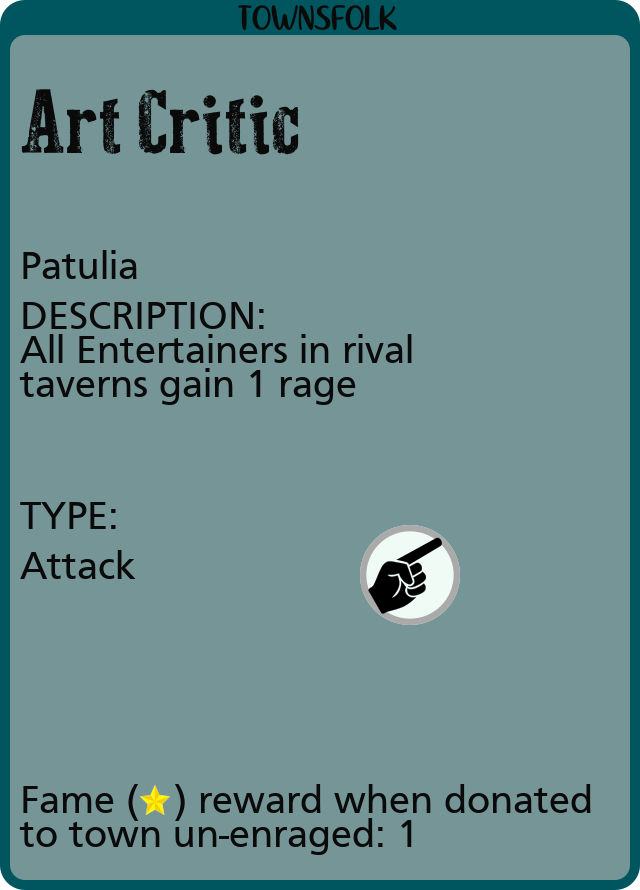 TOWNSFOLK
Art Critic
Patulia
DESCRIPTION:
All Entertainers in rival
taverns gain 1 rage
TYPE:
Attack
Fame (⭐) reward when donated
to town un-enraged: 1